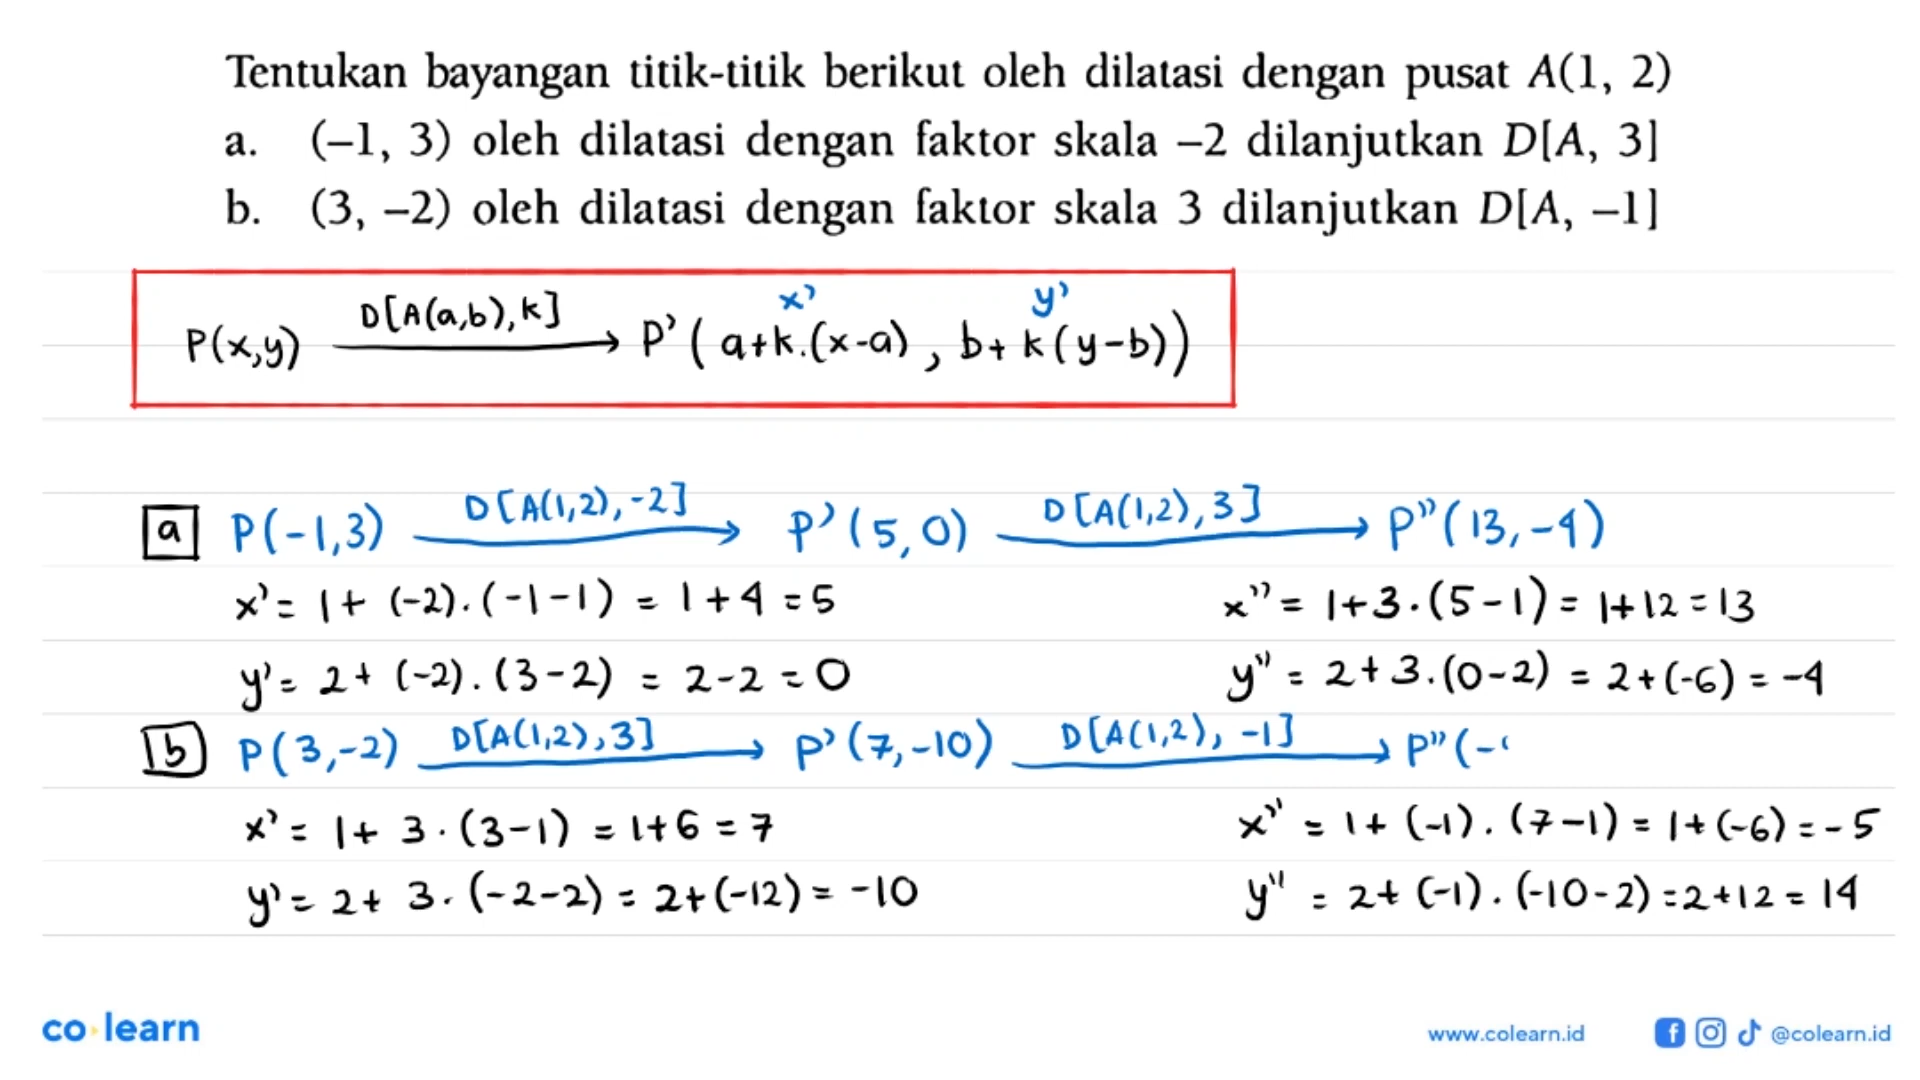 Tentukan bayangan titik-titik berikut oleh dilatasi dengan pusat A(1, 2)
a. (–1, 3) oleh dilatasi dengan faktor skala –2 dilanjutkan D[A, 3]
b. (3, –2) oleh dilatasi dengan faktor skala 3 dilanjutkan D[A, –1]
x' y'
P(x,y) D[A(a,b),k] → P'(a+k.(x-a), b+k(y-b))
a P(-1,3) D[A(1,2),-2] → P'(5,0) D[A(1,2),3] → P"(13,-4)
x'= 1+ (-2).(-1-1) = 1+4 = 5 x"= 1+3.(5-1) = 1+12 = 13
y'= 2+ (-2).(3-2) = 2-2 = 0 y" = 2+3.(0-2) = 2+(-6) = -4
b P(3,-2) D[A(1,2),3] → P'(7,-10) D[A(1,2),-1] → P"(-
x'= 1+ 3.(3-1) = 1+6 = 7 x" = 1+(-1).(7-1) = 1+(-6) = -5
y'= 2+ 3.(-2-2) = 2+(-12) = -10 y" = 2+(-1).(-10-2) = 2+12 = 14
co learn www.colearn.id @colearn.id